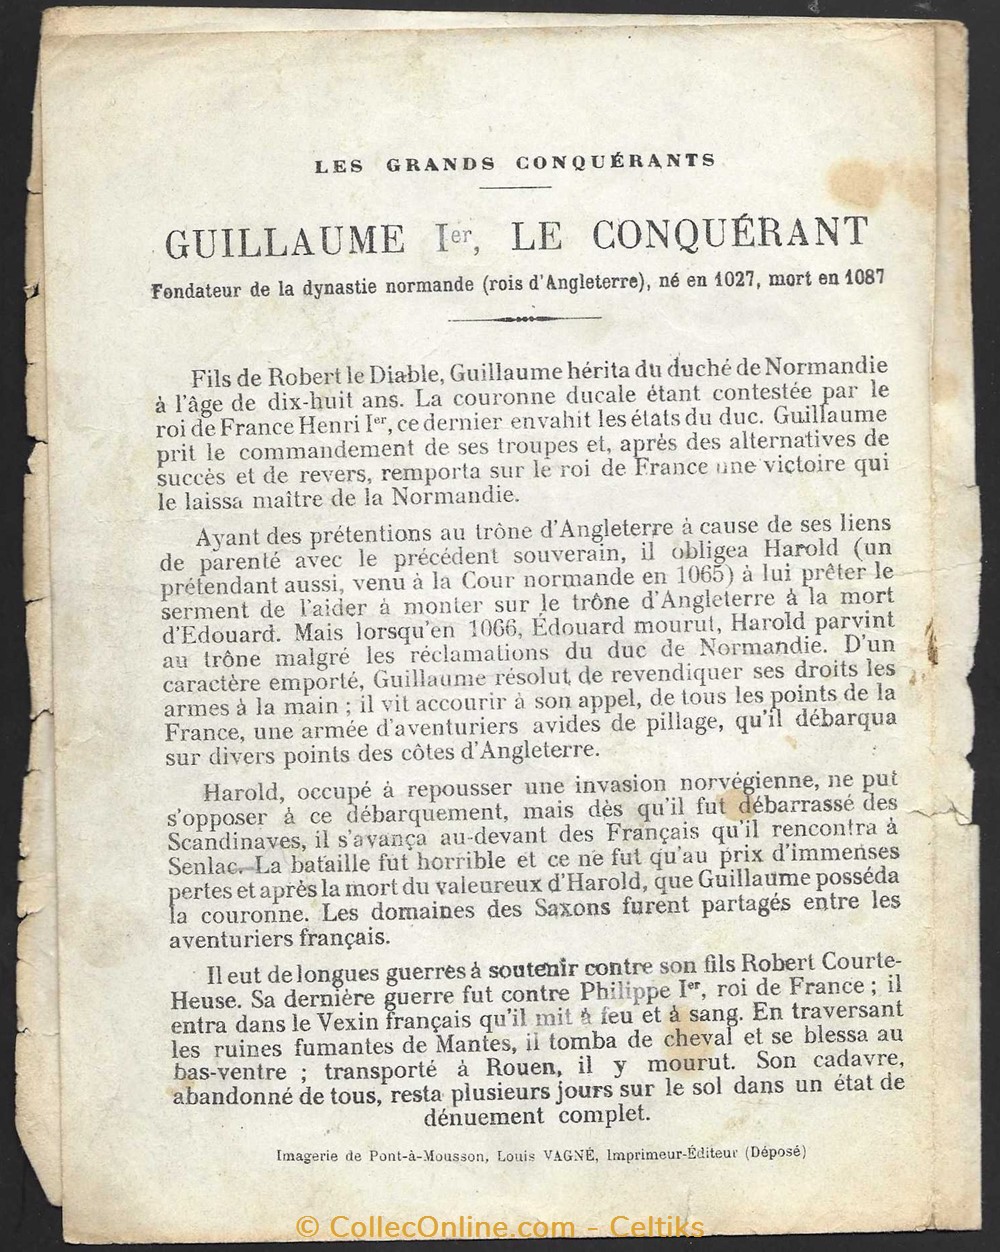 LES GRANDS CONQUÉRANTS
GUILLAUME Ier, LE CONQUÉRANT
Fondateur de la dynastie normande (rois d'Angleterre), né en 1027, mort en 1087
Fils de Robert le Diable, Guillaume hérita du duché de Normandie
à l'âge de dix-huit ans. La couronne ducale étant contestée par le
roi de France Henri Ier, ce dernier envahit les états du duc. Guillaume
prit le commandement de ses troupes et, après des alternatives de
succès et de revers, remporta sur le roi de France une victoire qui
le laissa maître de la Normandie.
Ayant des prétentions au trône d'Angleterre à cause de ses liens
de parenté avec le précédent souverain, il obligea Harold (un
prétendant aussi, venu à la Cour normande en 1065) à lui prêter le
serment de l'aider à monter sur le trône d'Angleterre à la mort
d'Edouard. Mais lorsqu'en 1066, Édouard mourut, Harold parvint
au trône malgré les réclamations du duc de Normandie. D'un
caractère emporté, Guillaume résolut de revendiquer ses droits les
armes à la main ; il vit accourir à son appel, de tous les points de la
France, une armée d'aventuriers avides de pillage, qu'il débarqua
sur divers points des côtes d'Angleterre.
Harold, occupé à repousser une invasion norvégienne, ne put
s'opposer à ce débarquement, mais dès qu'il fut débarrassé des
Scandinaves, il s'avança au-devant des Français qu'il rencontra à
Senlac. La bataille fut horrible et ce ne fut qu'au prix d'immenses
pertes et après la mort du valeureux d'Harold, que Guillaume posséda
la couronne. Les domaines des Saxons furent partagés entre les
aventuriers français.
Il eut de longues guerres à soutenir contre son fils Robert Courte-
Heuse. Sa dernière guerre fut contre Philippe Ier, roi de France ; il
entra dans le Vexin français qu'il mit à feu et à sang. En traversant
les ruines fumantes de Mantes, il tomba de cheval et se blessa au
bas-ventre ; transporté à Rouen, il y mourut. Son cadavre,
abandonné de tous, resta plusieurs jours sur le sol dans un état de
dénuement complet.
Imagerie de Pont-à-Mousson, Louis VAGNÉ, Imprimeur-Éditeur (Déposé)
© CollecOnline.com - Celtiks